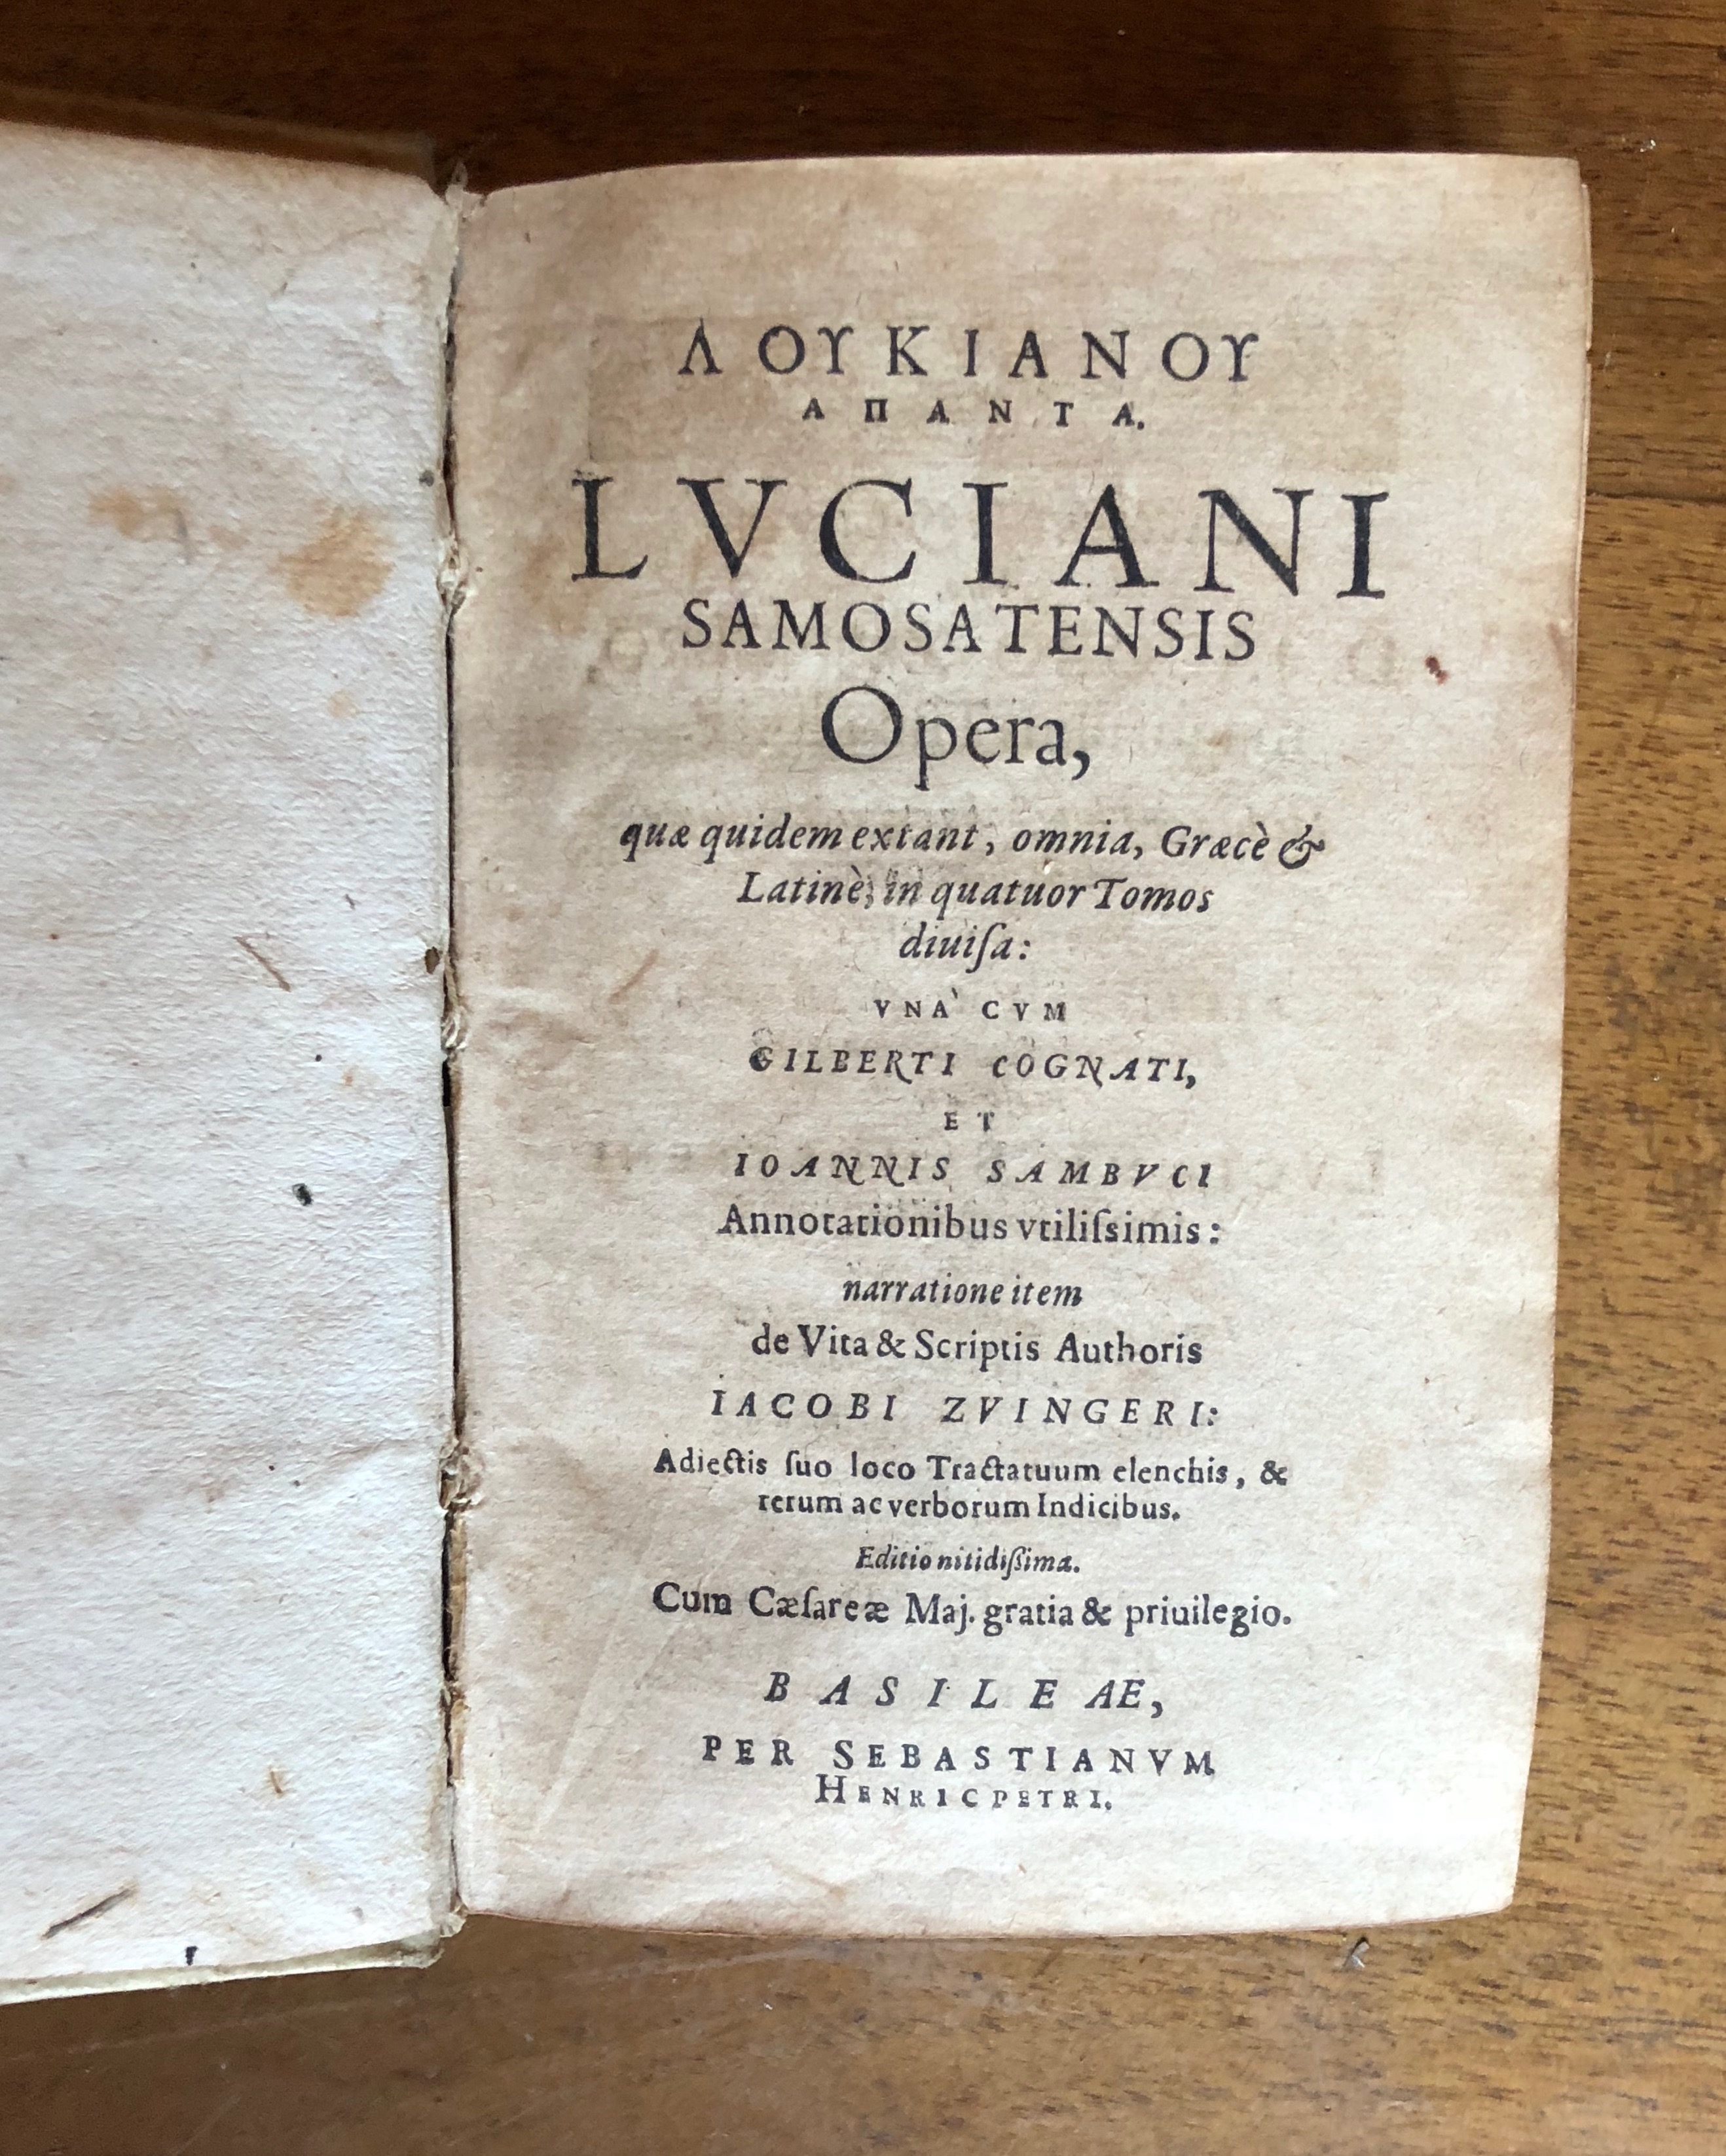 ΛΟΥΚΙΑΝΟΥ
ΑΠΑΝΤΑ.
LVCIANI
SAMOSATENSIS
Opera,
quæ quidem extant, omnia, Græcè &
Latinè, in quatuor Tomos
diuiſa:
VNA` CVM
GILBERTI COGNATI,
ET
IOANNIS SAMBVCI
Annotationibus vtiliſsimis:
narratione item
de Vita & Scriptis Authoris
IACOBI ZVINGERI:
Adiectis ſuo loco Tractatuum elenchis, &
rerum ac verborum Indicibus.
Editio nitidiſſima.
Cum Cæſareæ Maj. gratia & priuilegio.
BASILEAE,
PER SEBASTIANVM
HENRICPETRI.